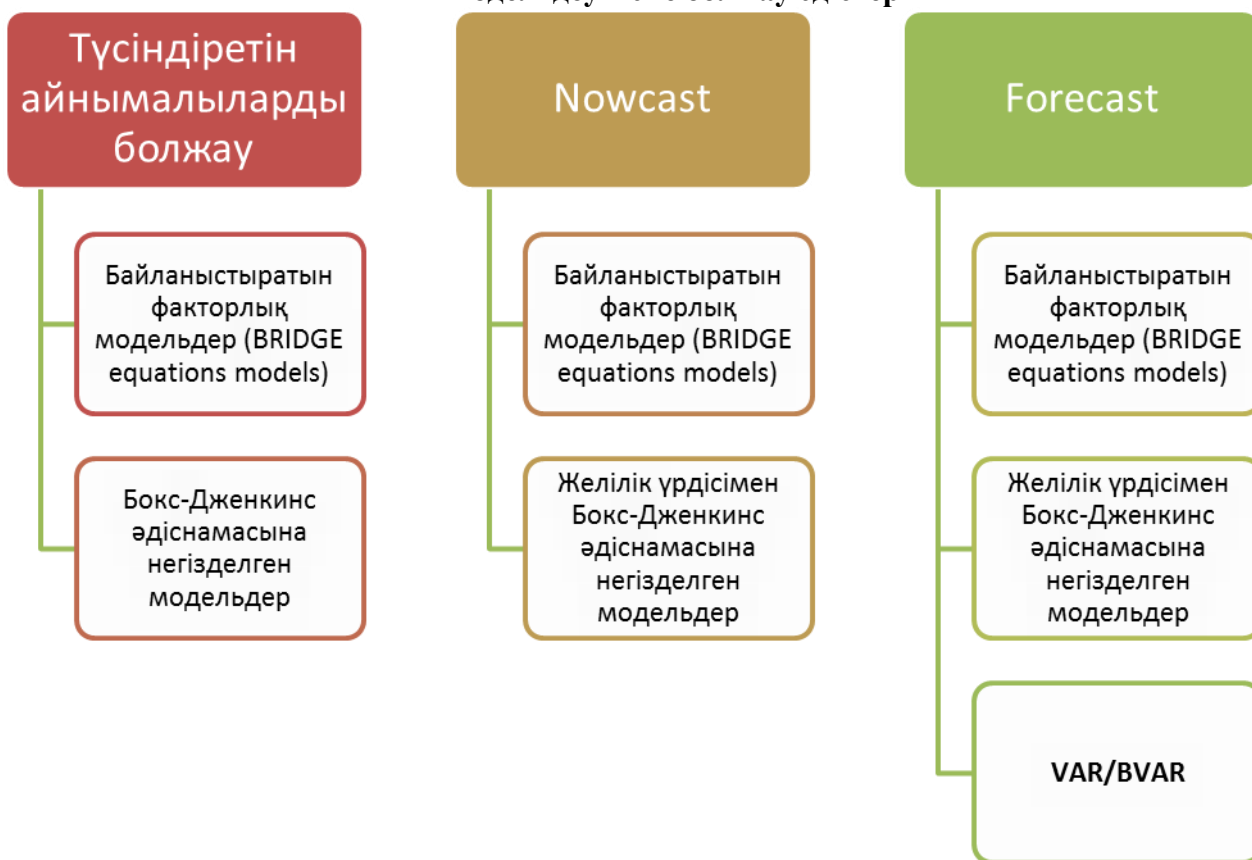 Түсіндіретін
айнымалыларды
болжау
Байланыстыратын
факторлық
модельдер (BRIDGE
equations models)
Бокс-Дженкинс
әдіснамасына
негізделген
модельдер
Nowcast
Байланыстыратын
факторлық
модельдер (BRIDGE
equations models)
Желілік үрдісімен
Бокс-Дженкинс
әдіснамасына
негізделген
модельдер
Forecast
Байланыстыратын
факторлық
модельдер (BRIDGE
equations models)
Желілік үрдісімен
Бокс-Дженкинс
әдіснамасына
негізделген
модельдер
VAR/BVAR